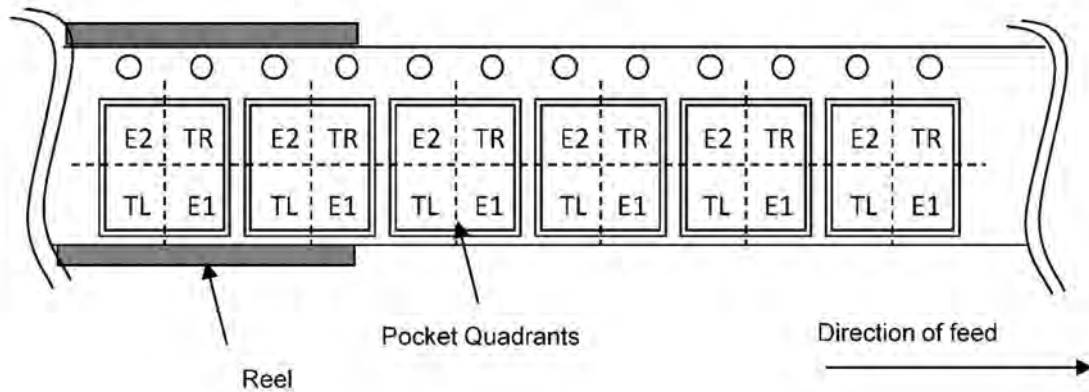 E2 TR E2 TR E2 TR E2 TR E2 TR E2 TR
TL E1 TL E1 TL E1 TL E1 TL E1 TL E1
Pocket Quadrants
Direction of feed
Reel